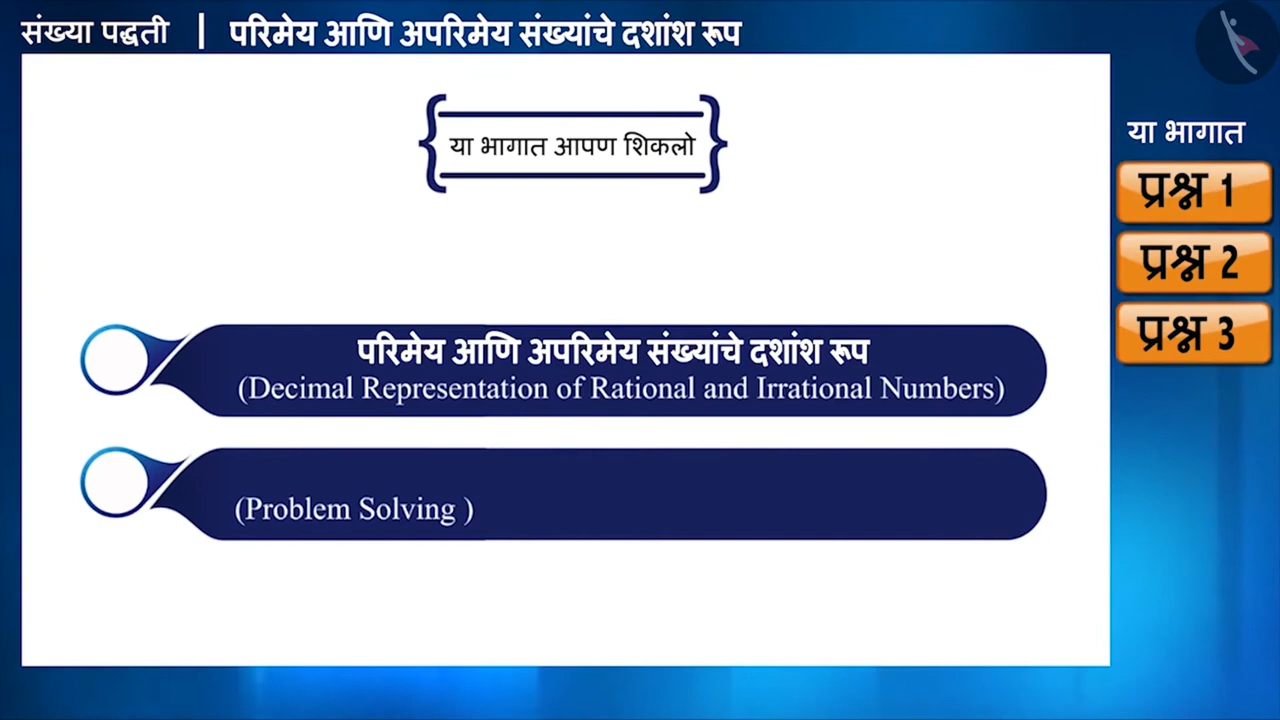 संख्या पद्धती | परिमेय आणि अपरिमेय संख्यांचे दशांश रूप
या भागात आपण शिकलो
या भागात
प्रश्न 1
प्रश्न 2
प्रश्न 3
परिमेय आणि अपरिमेय संख्यांचे दशांश रूप
(Decimal Representation of Rational and Irrational Numbers)
(Problem Solving )